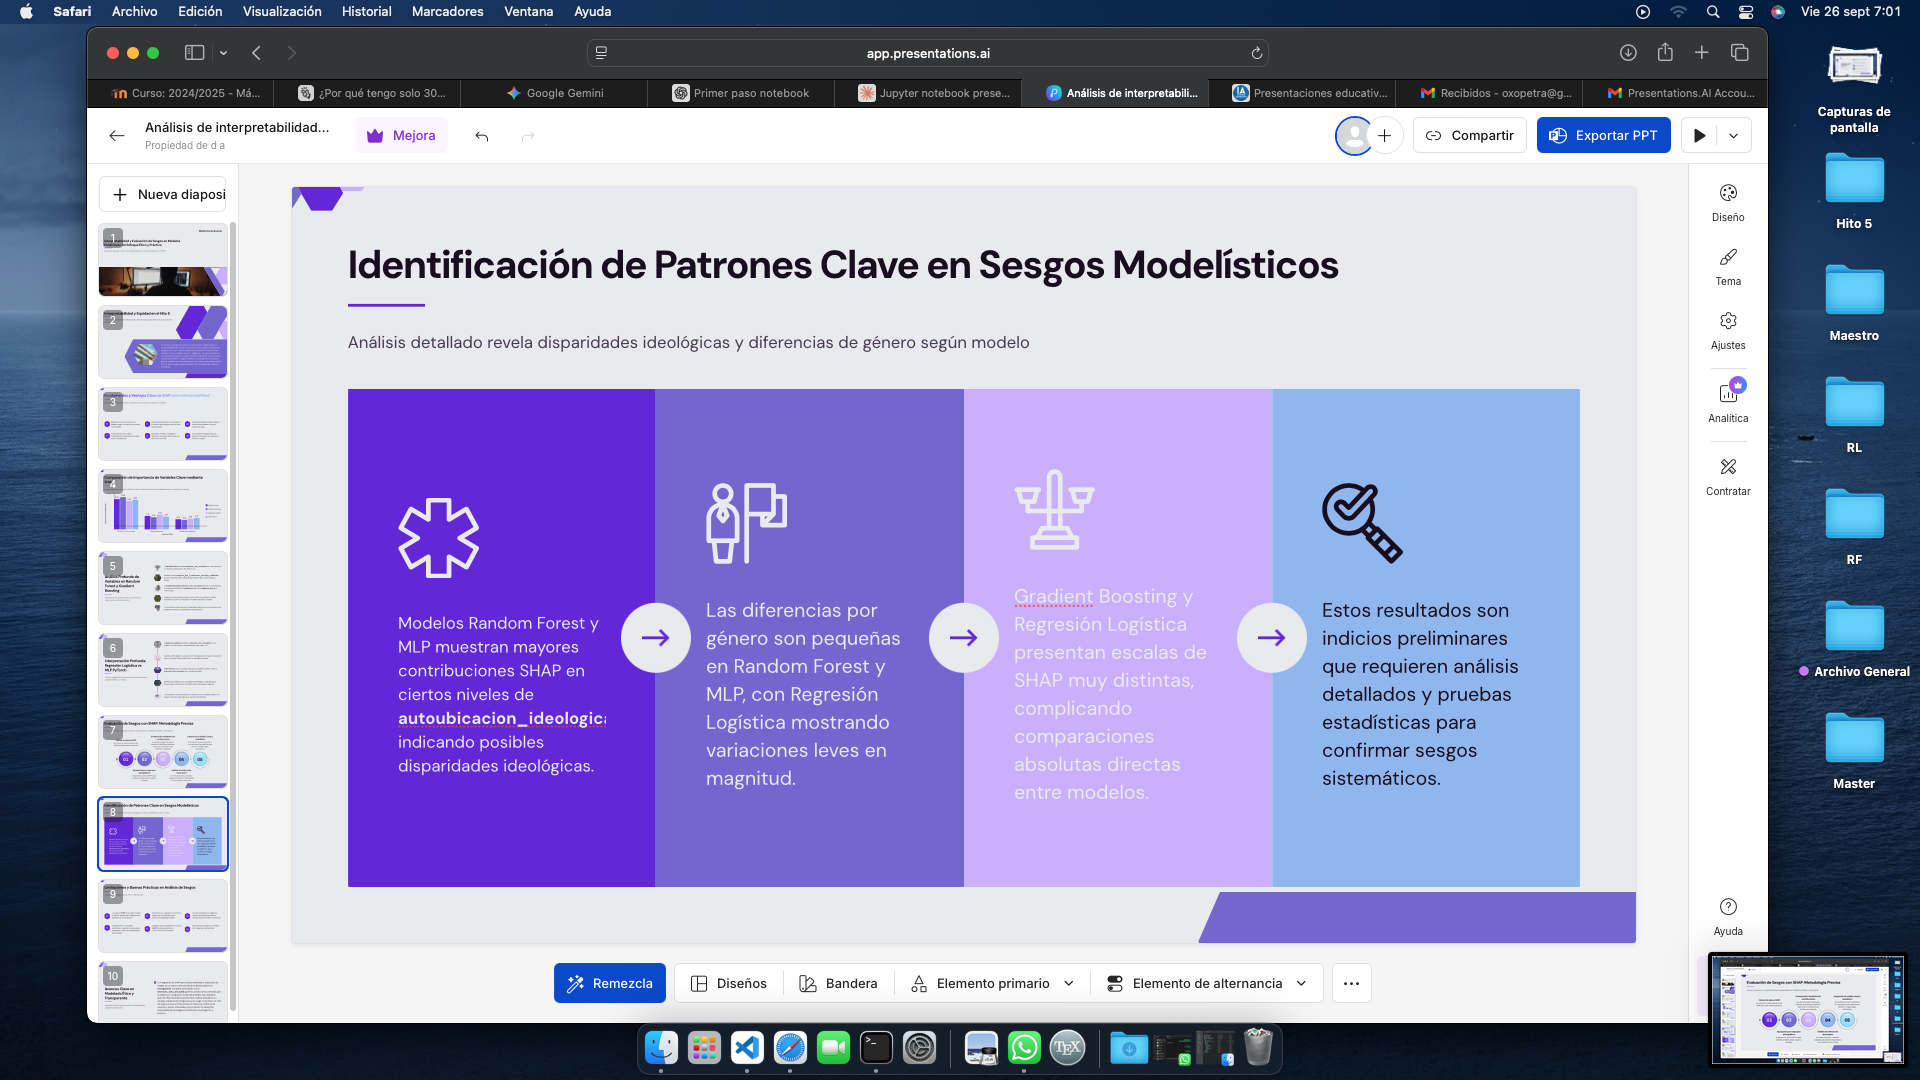 Safari Archivo Edición Visualización Historial Marcadores Ventana Ayuda
Vie 26 sept 7:01
app.presentations.ai
Curso: 2024/2025 - Má...
¿Por qué tengo solo 30...
Google Gemini
Primer paso notebook
Jupyter notebook prese...
Análisis de interpretabili...
Presentaciones educativ...
Recibidos - oxopetra@g...
Presentations.AI Accou...
Análisis de interpretabilidad...
Propiedad de d a
Mejora
Compartir
Exportar PPT
Nueva diaposi
1
2
3
4
5
6
7
8
9
10
Identificación de Patrones Clave en Sesgos Modelísticos
Análisis detallado revela disparidades ideológicas y diferencias de género según modelo
Modelos Random Forest y
MLP muestran mayores
contribuciones SHAP en
ciertos niveles de
autoubicacion_ideologica
indicando posibles
disparidades ideológicas.
Las diferencias por
género son pequeñas
en Random Forest y
MLP, con Regresión
Logística mostrando
variaciones leves en
magnitud.
Gradient Boosting y
Regresión Logística
presentan escalas de
SHAP muy distintas,
complicando
comparaciones
absolutas directas
entre modelos.
Estos resultados son
indicios preliminares
que requieren análisis
detallados y pruebas
estadísticas para
confirmar sesgos
sistemáticos.
Remezcla
Diseños
Bandera
Elemento primario
Elemento de alternancia
Diseño
Tema
Ajustes
Analítica
Contratar
Ayuda
Capturas de
pantalla
Hito 5
Maestro
RL
RF
Archivo General
Master
TEX